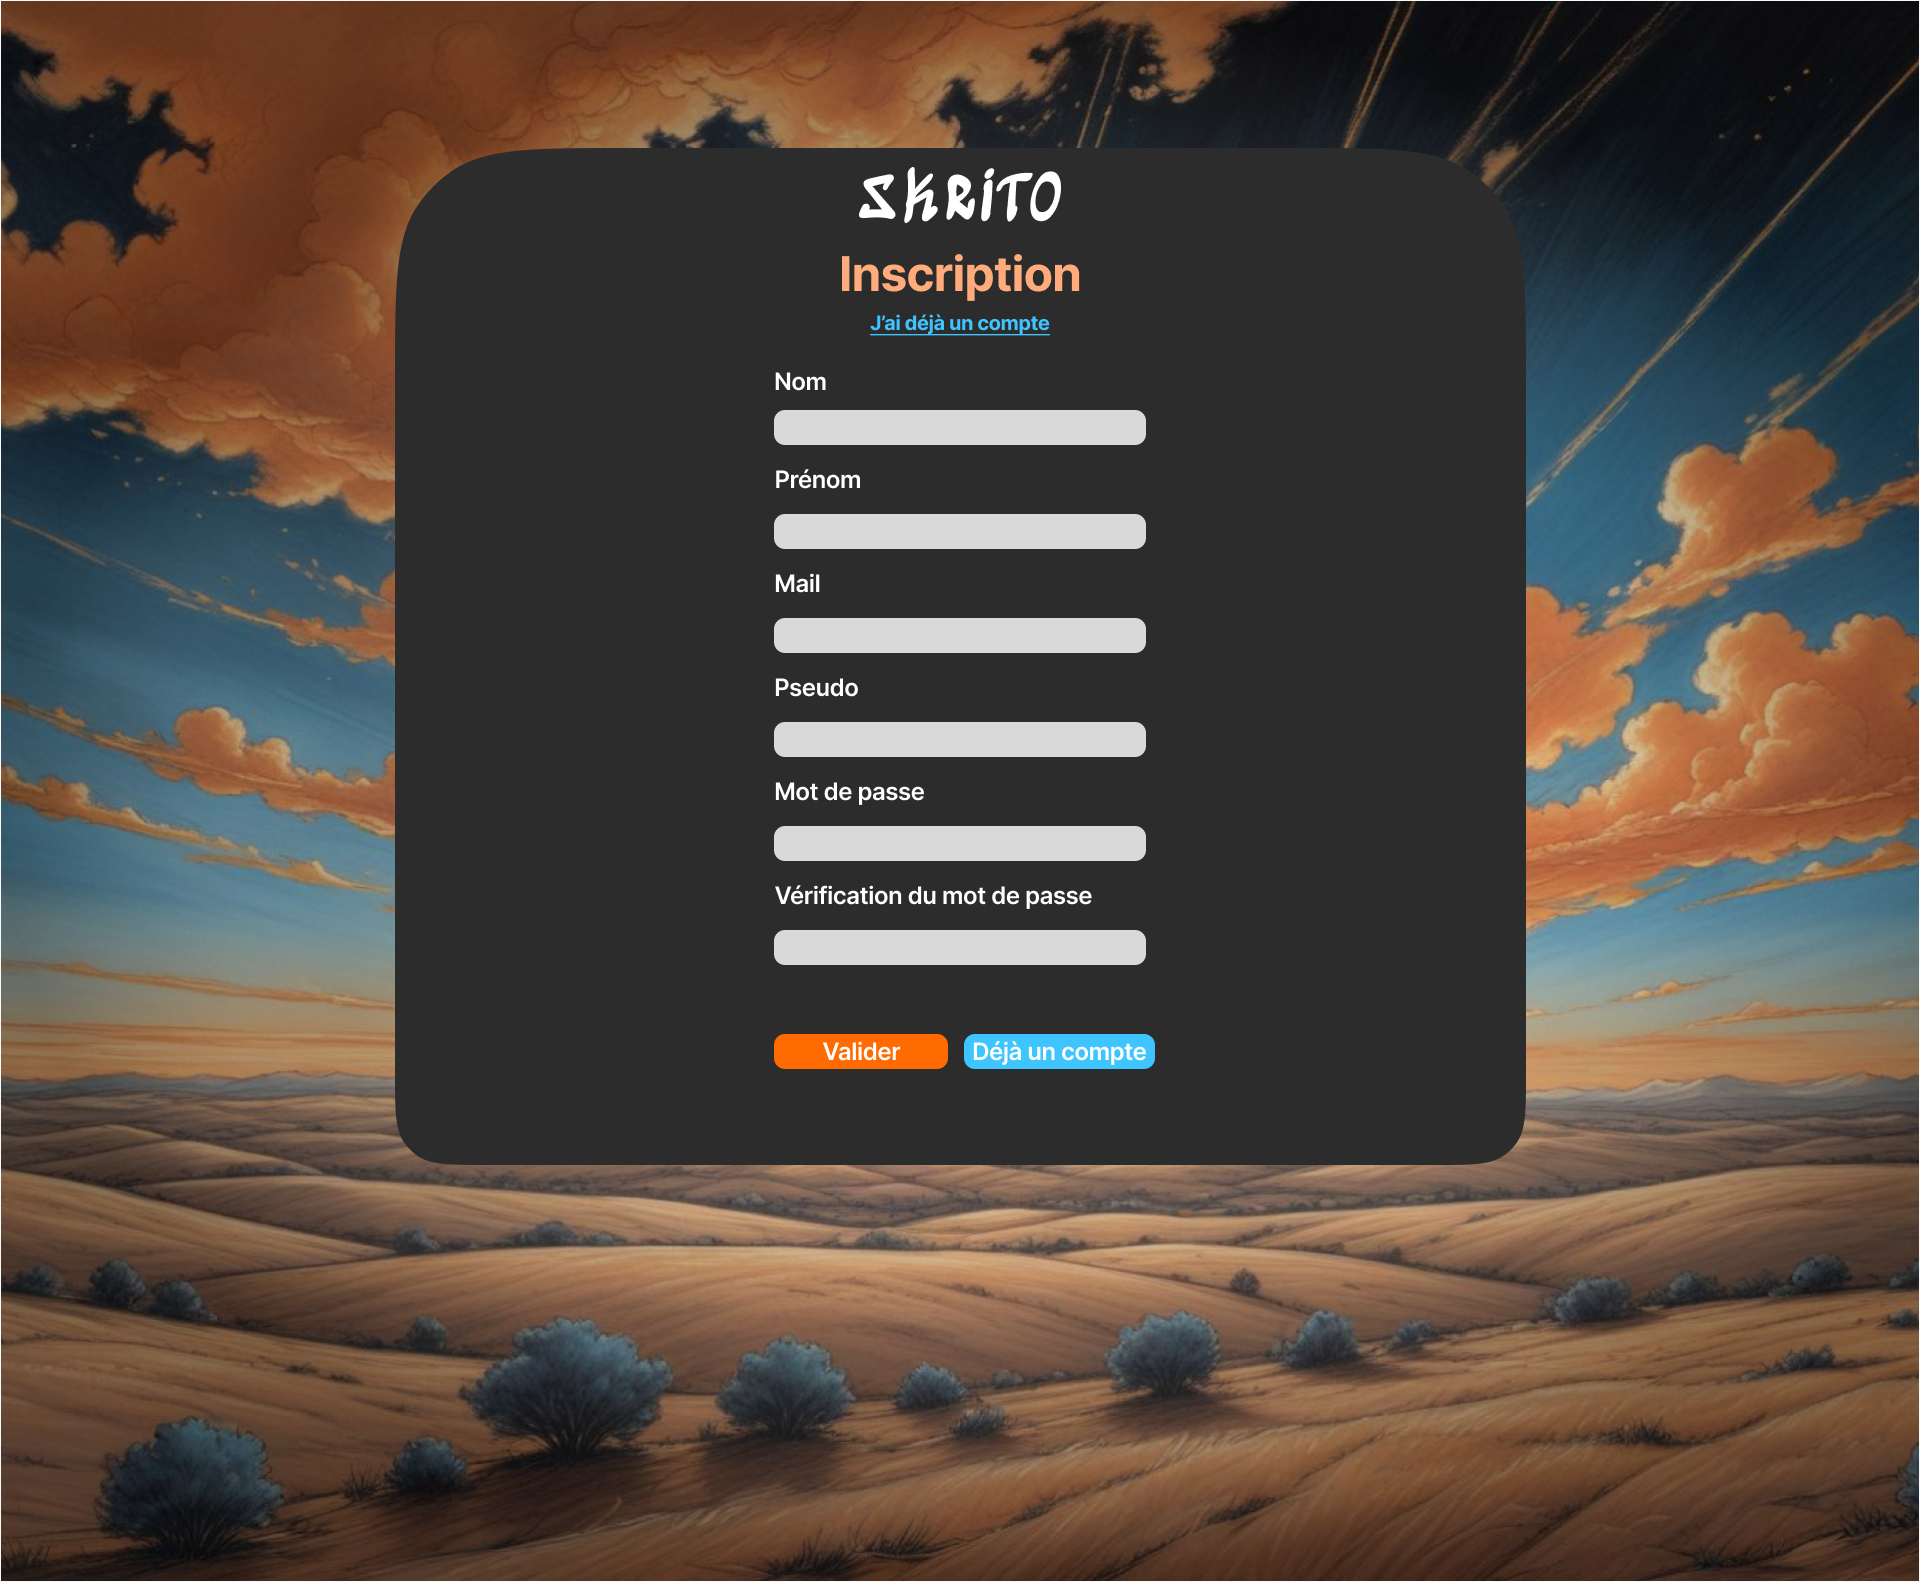 SKRiTO
Inscription
J'ai déjà un compte
Nom
Prénom
Mail
Pseudo
Mot de passe
Vérification du mot de passe
Valider
Déjà un compte